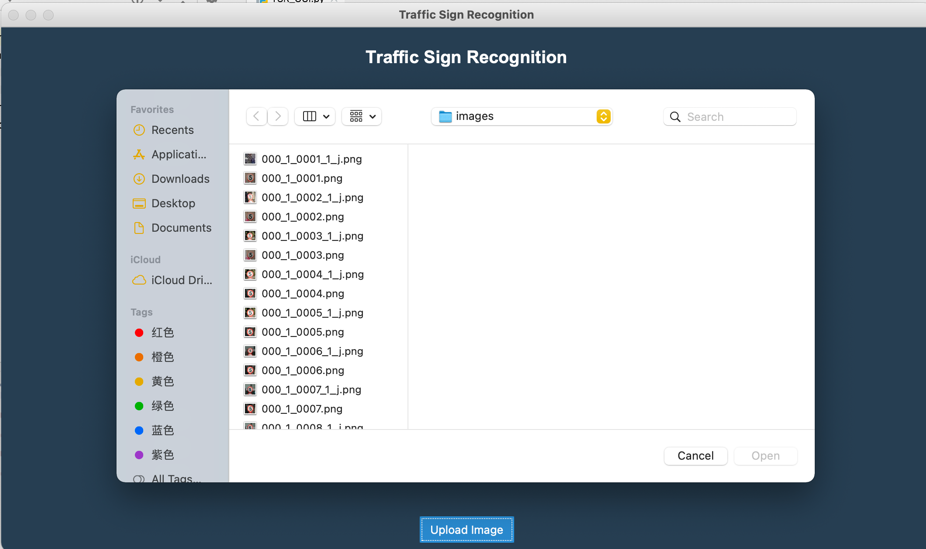 Traffic Sign Recognition
Traffic Sign Recognition
Favorites
Recents
Applicati...
Downloads
Desktop
Documents
iCloud
iCloud Dri...
Tags
红色
橙色
黄色
绿色
蓝色
紫色
All Tags...
images
Search
000_1_0001_1_j.png
000_1_0001.png
000_1_0002_1_j.png
000_1_0002.png
000_1_0003_1_j.png
000_1_0003.png
000_1_0004_1_j.png
000_1_0004.png
000_1_0005_1_j.png
000_1_0005.png
000_1_0006_1_j.png
000_1_0006.png
000_1_0007_1_j.png
000_1_0007.png
000_1_0008_1_j.png
Cancel
Open
Upload Image